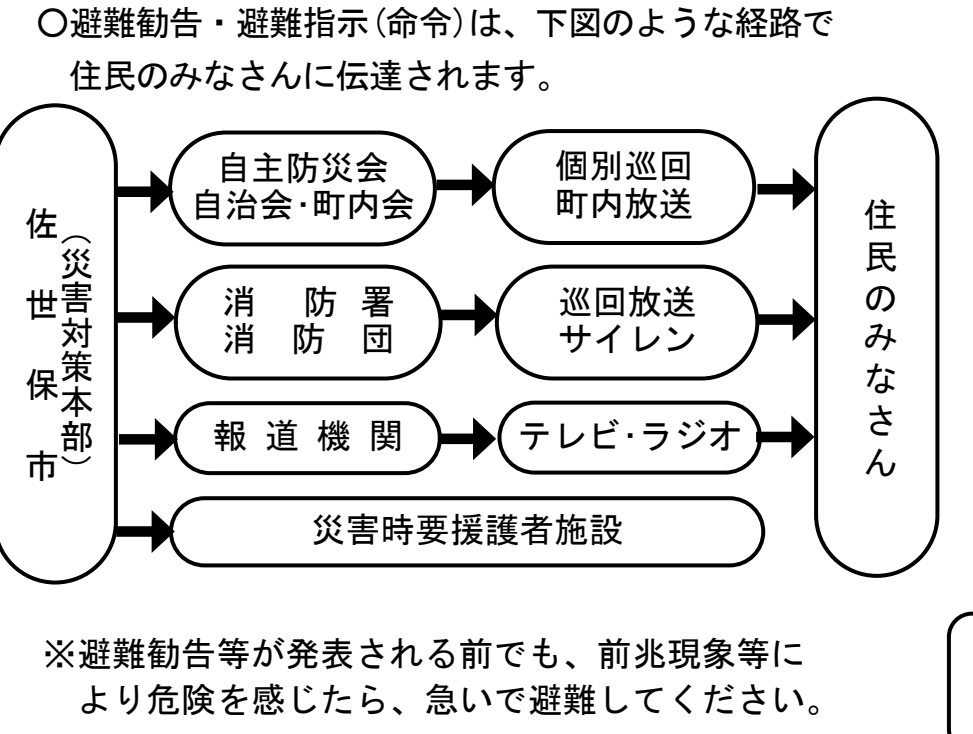 〇避難勧告・避難指示(命令)は、下図のような経路で
住民のみなさんに伝達されます。
佐世保市
（災害対策本部）
自主防災会
自治会・町内会
個別巡回
町内放送
消防署
消防団
巡回放送
サイレン
報道機関
テレビ・ラジオ
災害時要援護者施設
住民のみなさん
※避難勧告等が発表される前でも、前兆現象等に
より危険を感じたら、急いで避難してください。